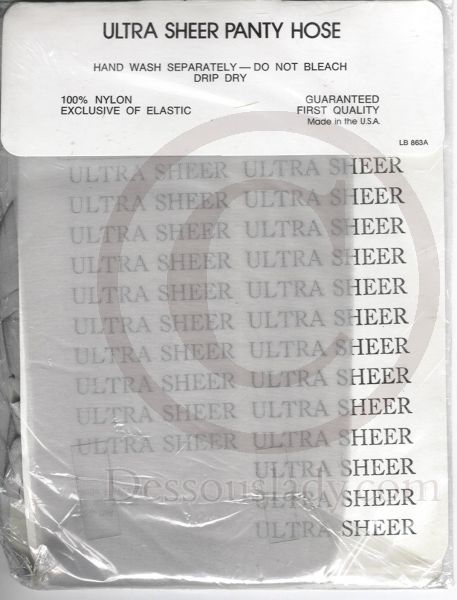 ULTRA SHEER PANTY HOSE
HAND WASH SEPARATELY — DO NOT BLEACH
DRIP DRY
100% NYLON
EXCLUSIVE OF ELASTIC
GUARANTEED
FIRST QUALITY
Made in the U.S.A.
LB 863A
ULTRA SHEER ULTRA SHEER
ULTRA SHEER ULTRA SHEER
ULTRA SHEER ULTRA SHEER
ULTRA SHEER ULTRA SHEER
ULTRA SHEER ULTRA SHEER
ULTRA SHEER ULTRA SHEER
ULTRA SHEER ULTRA SHEER
ULTRA SHEER ULTRA SHEER
ULTRA SHEER ULTRA SHEER
ULTRA SHEER ULTRA SHEER
ULTRA SHEER
Dessouslady.com
ULTRA SHEER
ULTRA SHEER